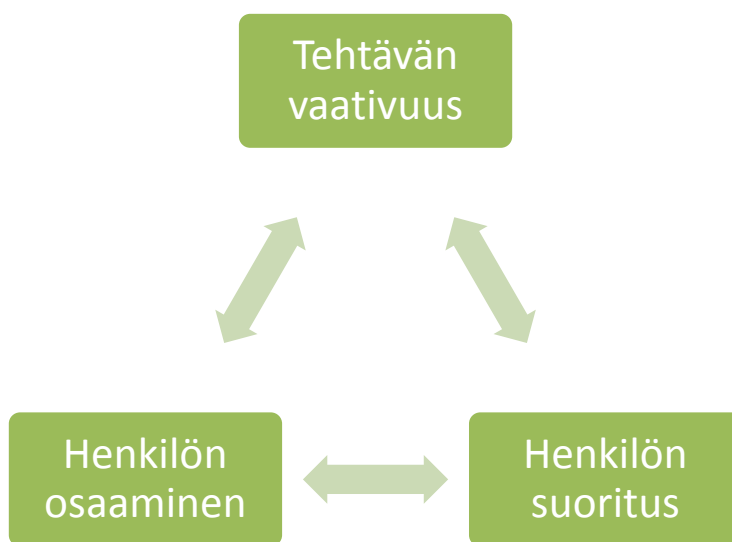 Tehtävän
vaativuus
Henkilön
osaaminen
Henkilön
suoritus